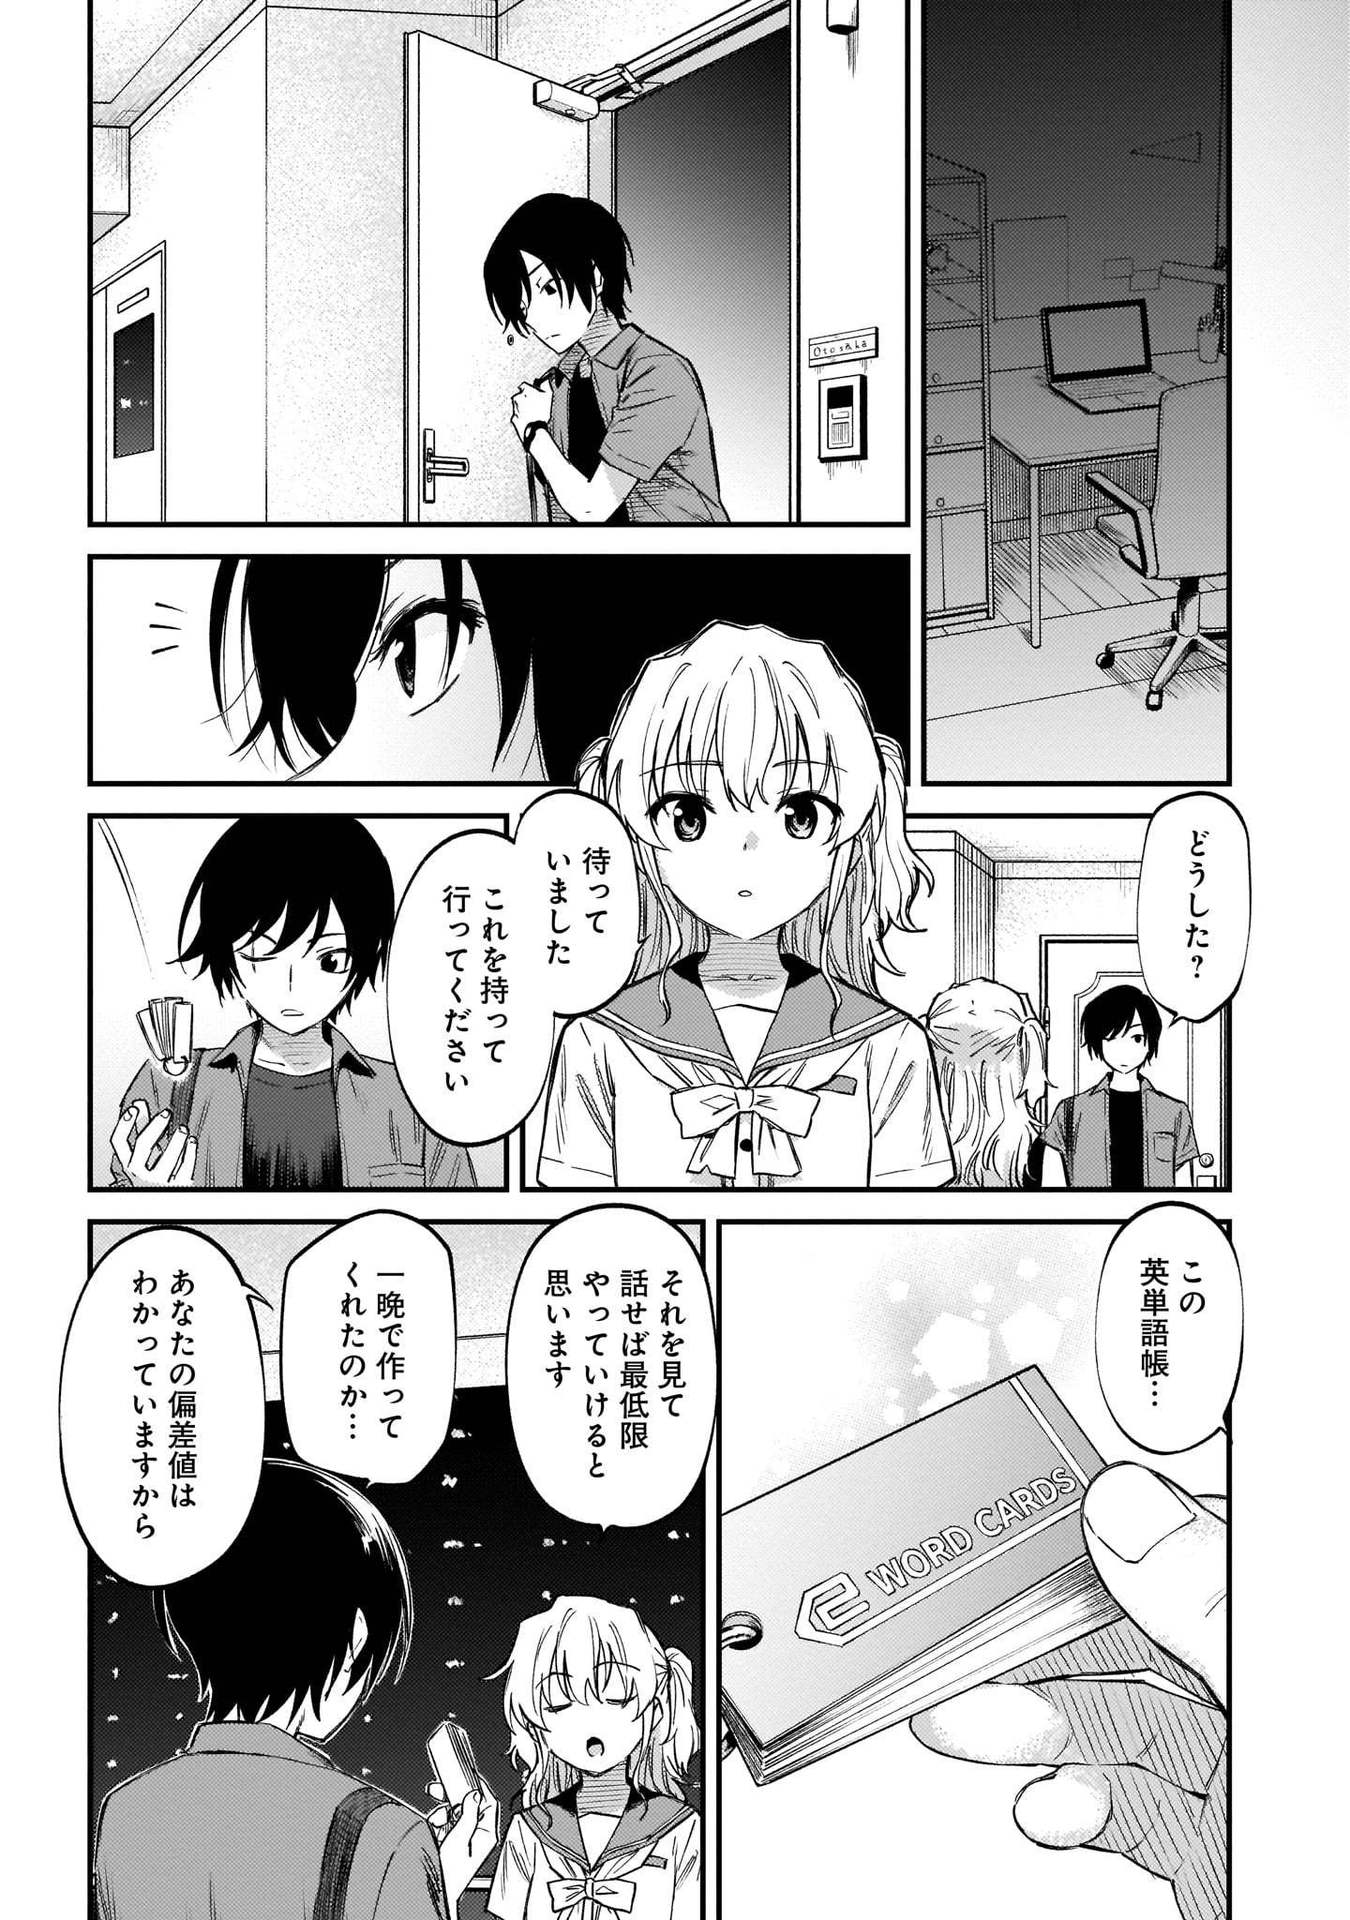 Otosaka
どうした?
待って
いました
これを持って
行ってください
この
英単語帳…
WORD CARDS
それを見て
話せば最低限
やっていけると
思います
一晩で作って
くれたのか…
あなたの偏差値は
わかっていますから